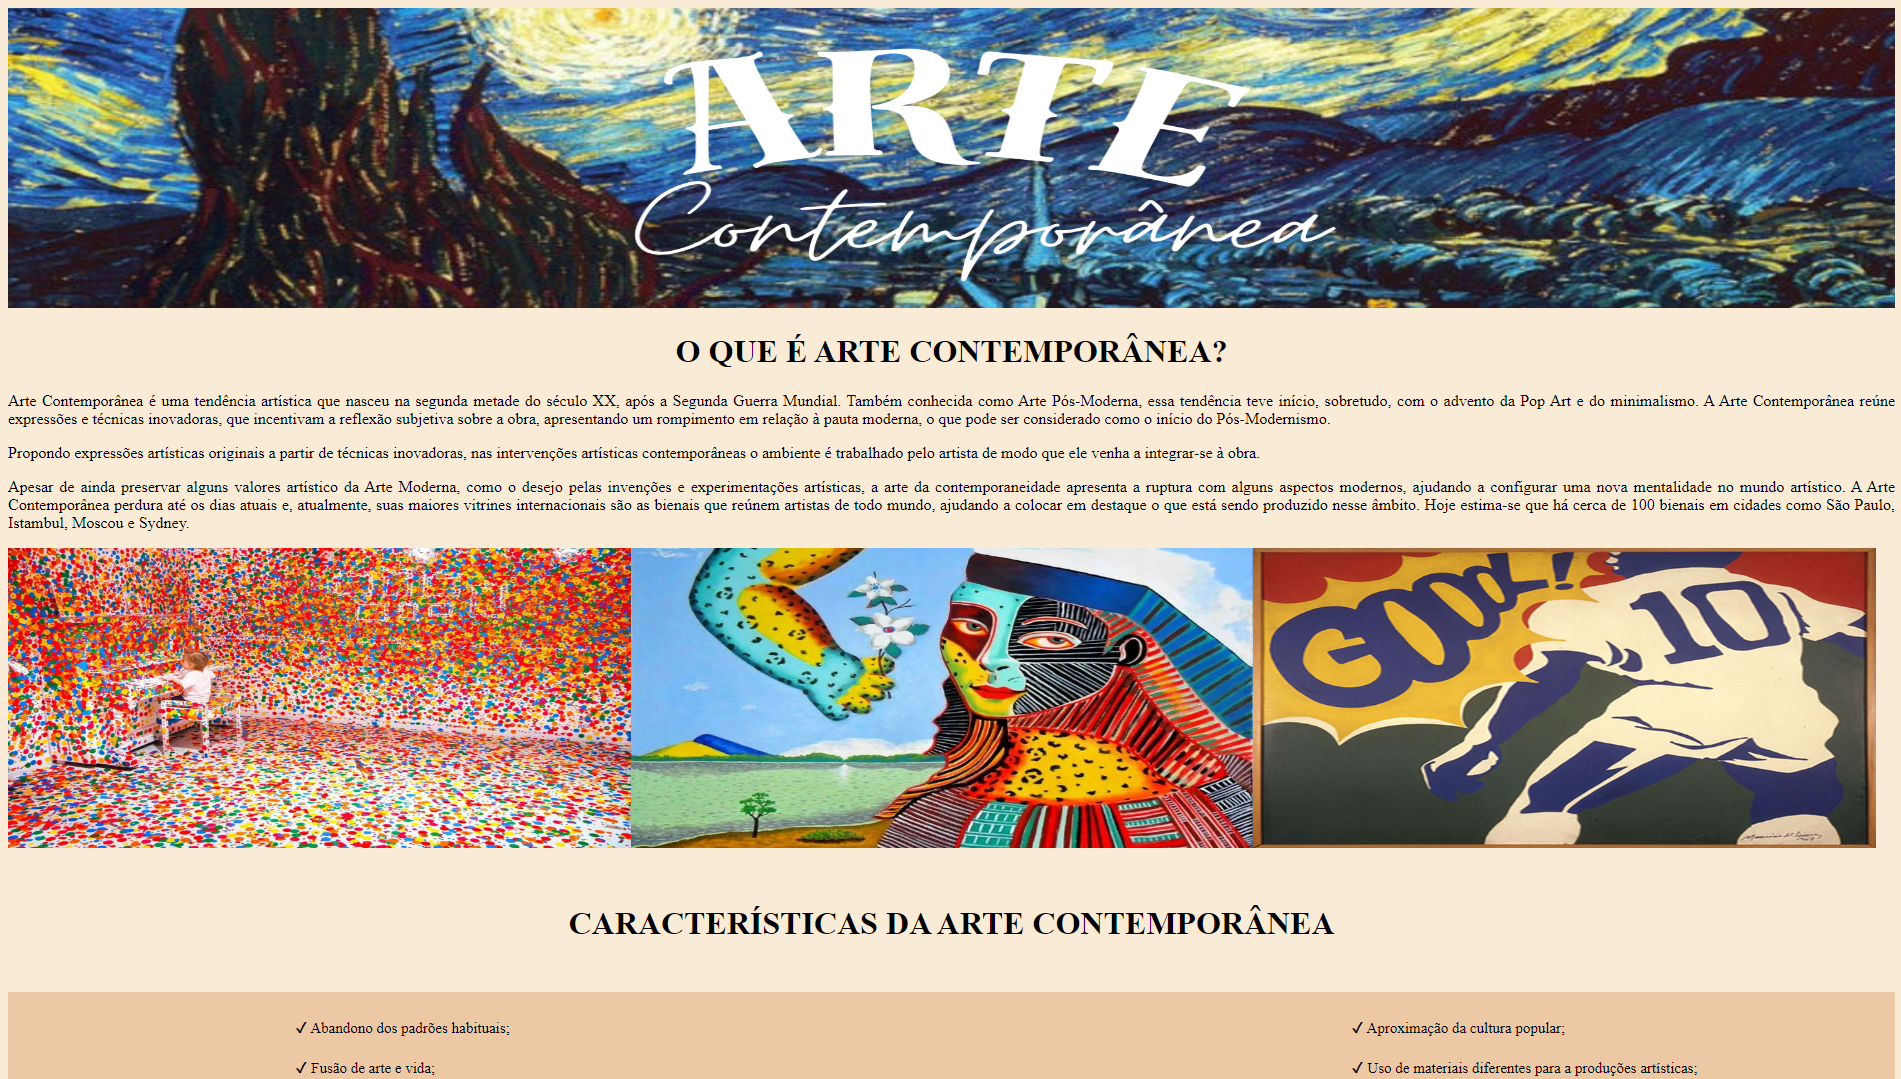 ARTE
Contemporânea
O QUE É ARTE CONTEMPORÂNEA?
Arte Contemporânea é uma tendência artística que nasceu na segunda metade do século XX, após a Segunda Guerra Mundial. Também conhecida como Arte Pós-Moderna, essa tendência teve início, sobretudo, com o advento da Pop Art e do minimalismo. A Arte Contemporânea reúne
expressões e técnicas inovadoras, que incentivam a reflexão subjetiva sobre a obra, apresentando um rompimento em relação à pauta moderna, o que pode ser considerado como o início do Pós-Modernismo.
Propondo expressões artísticas originais a partir de técnicas inovadoras, nas intervenções artísticas contemporâneas o ambiente é trabalhado pelo artista de modo que ele venha a integrar-se à obra.
Apesar de ainda preservar alguns valores artístico da Arte Moderna, como o desejo pelas invenções e experimentações artísticas, a arte da contemporaneidade apresenta a ruptura com alguns aspectos modernos, ajudando a configurar uma nova mentalidade no mundo artístico. A Arte
Contemporânea perdura até os dias atuais e, atualmente, suas maiores vitrines internacionais são as bienais que reúnem artistas de todo mundo, ajudando a colocar em destaque o que está sendo produzido nesse âmbito. Hoje estima-se que há cerca de 100 bienais em cidades como São Paulo,
Istambul, Moscou e Sydney.
GOOOL!
10
CARACTERÍSTICAS DA ARTE CONTEMPORÂNEA
✓ Abandono dos padrões habituais;
✓ Aproximação da cultura popular;
✓ Fusão de arte e vida;
✓ Uso de materiais diferentes para a produções artísticas;